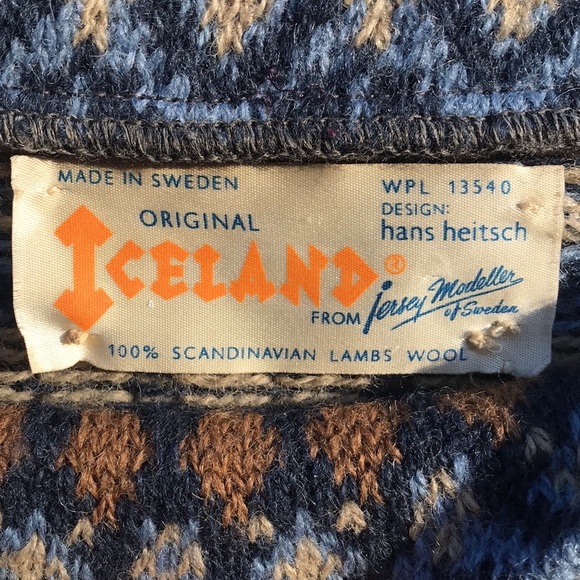 MADE IN SWEDEN
WPL 13540
ORIGINAL
DESIGN:
hans heitsch
ICELAND®
FROM Jersey Modeller
of Sweden
100% SCANDINAVIAN LAMBS WOOL